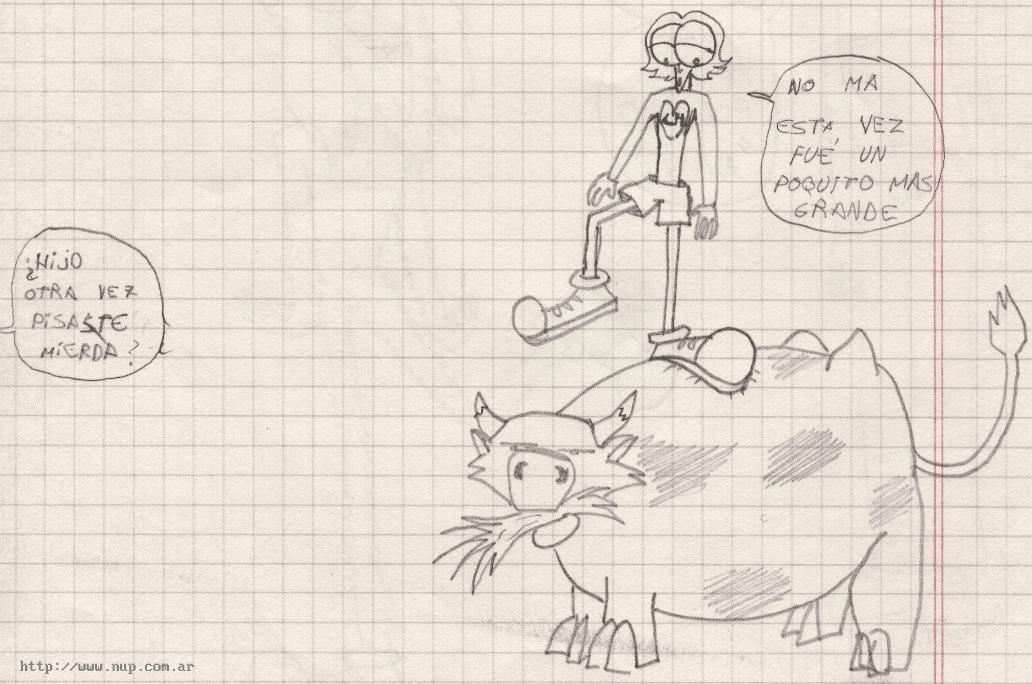 ¿HIJO
OTRA VEZ
PISASTE
MIERDA?
NO MA
ESTA VEZ
FUÉ UN
POQUITO MAS
GRANDE
http://www.nup.com.ar